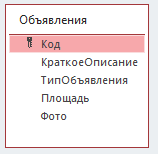 Объявления
Код
КраткоеОписание
ТипОбъявления
Площадь
Фото